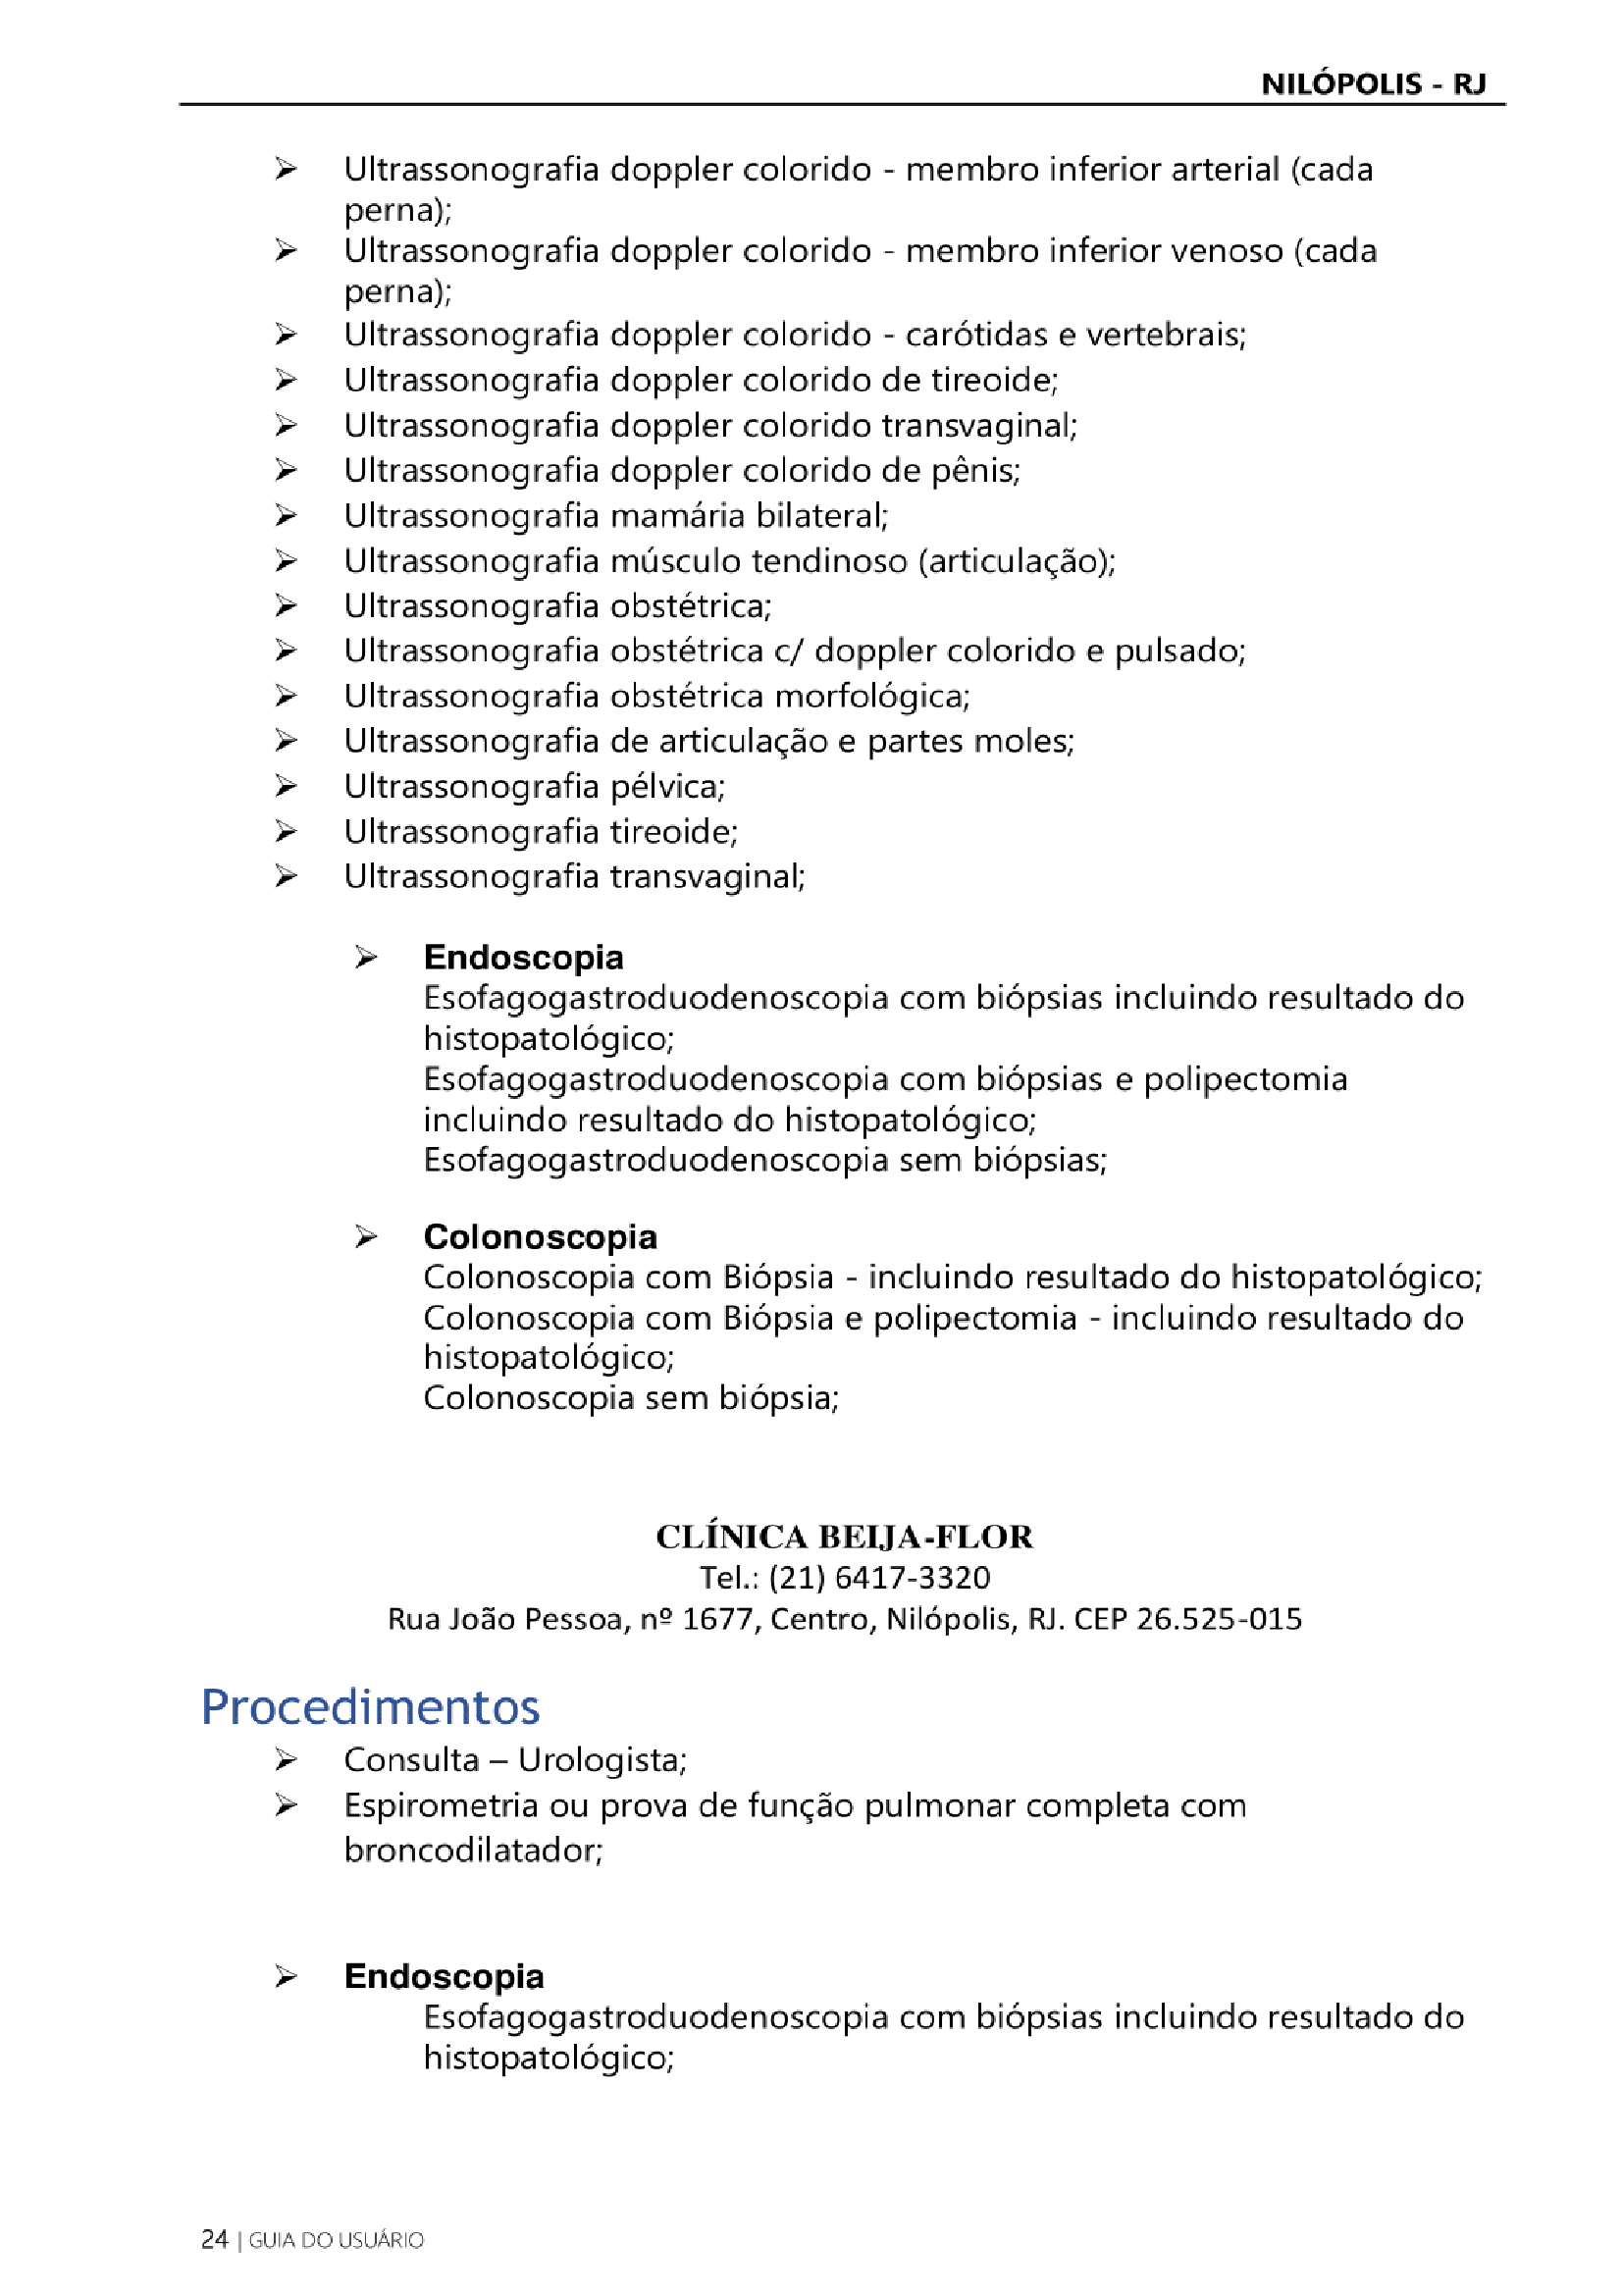 NILÓPOLIS - RJ
➢ Ultrassonografia doppler colorido - membro inferior arterial (cada
perna);
➢ Ultrassonografia doppler colorido - membro inferior venoso (cada
perna);
➢ Ultrassonografia doppler colorido - carótidas e vertebrais;
➢ Ultrassonografia doppler colorido de tireoide;
➢ Ultrassonografia doppler colorido transvaginal;
➢ Ultrassonografia doppler colorido de pênis;
➢ Ultrassonografia mamária bilateral;
➢ Ultrassonografia músculo tendinoso (articulação);
➢ Ultrassonografia obstétrica;
➢ Ultrassonografia obstétrica c/ doppler colorido e pulsado;
➢ Ultrassonografia obstétrica morfológica;
➢ Ultrassonografia de articulação e partes moles;
➢ Ultrassonografia pélvica;
➢ Ultrassonografia tireoide;
➢ Ultrassonografia transvaginal;
➢ Endoscopia
Esofagogastroduodenoscopia com biópsias incluindo resultado do
histopatológico;
Esofagogastroduodenoscopia com biópsias e polipectomia
incluindo resultado do histopatológico;
Esofagogastroduodenoscopia sem biópsias;
➢ Colonoscopia
Colonoscopia com Biópsia - incluindo resultado do histopatológico;
Colonoscopia com Biópsia e polipectomia - incluindo resultado do
histopatológico;
Colonoscopia sem biópsia;
CLÍNICA BEIJA-FLOR
Tel.: (21) 6417-3320
Rua João Pessoa, nº 1677, Centro, Nilópolis, RJ. CEP 26.525-015
Procedimentos
➢ Consulta – Urologista;
➢ Espirometria ou prova de função pulmonar completa com
broncodilatador;
➢ Endoscopia
Esofagogastroduodenoscopia com biópsias incluindo resultado do
histopatológico;
24 | GUIA DO USUÁRIO